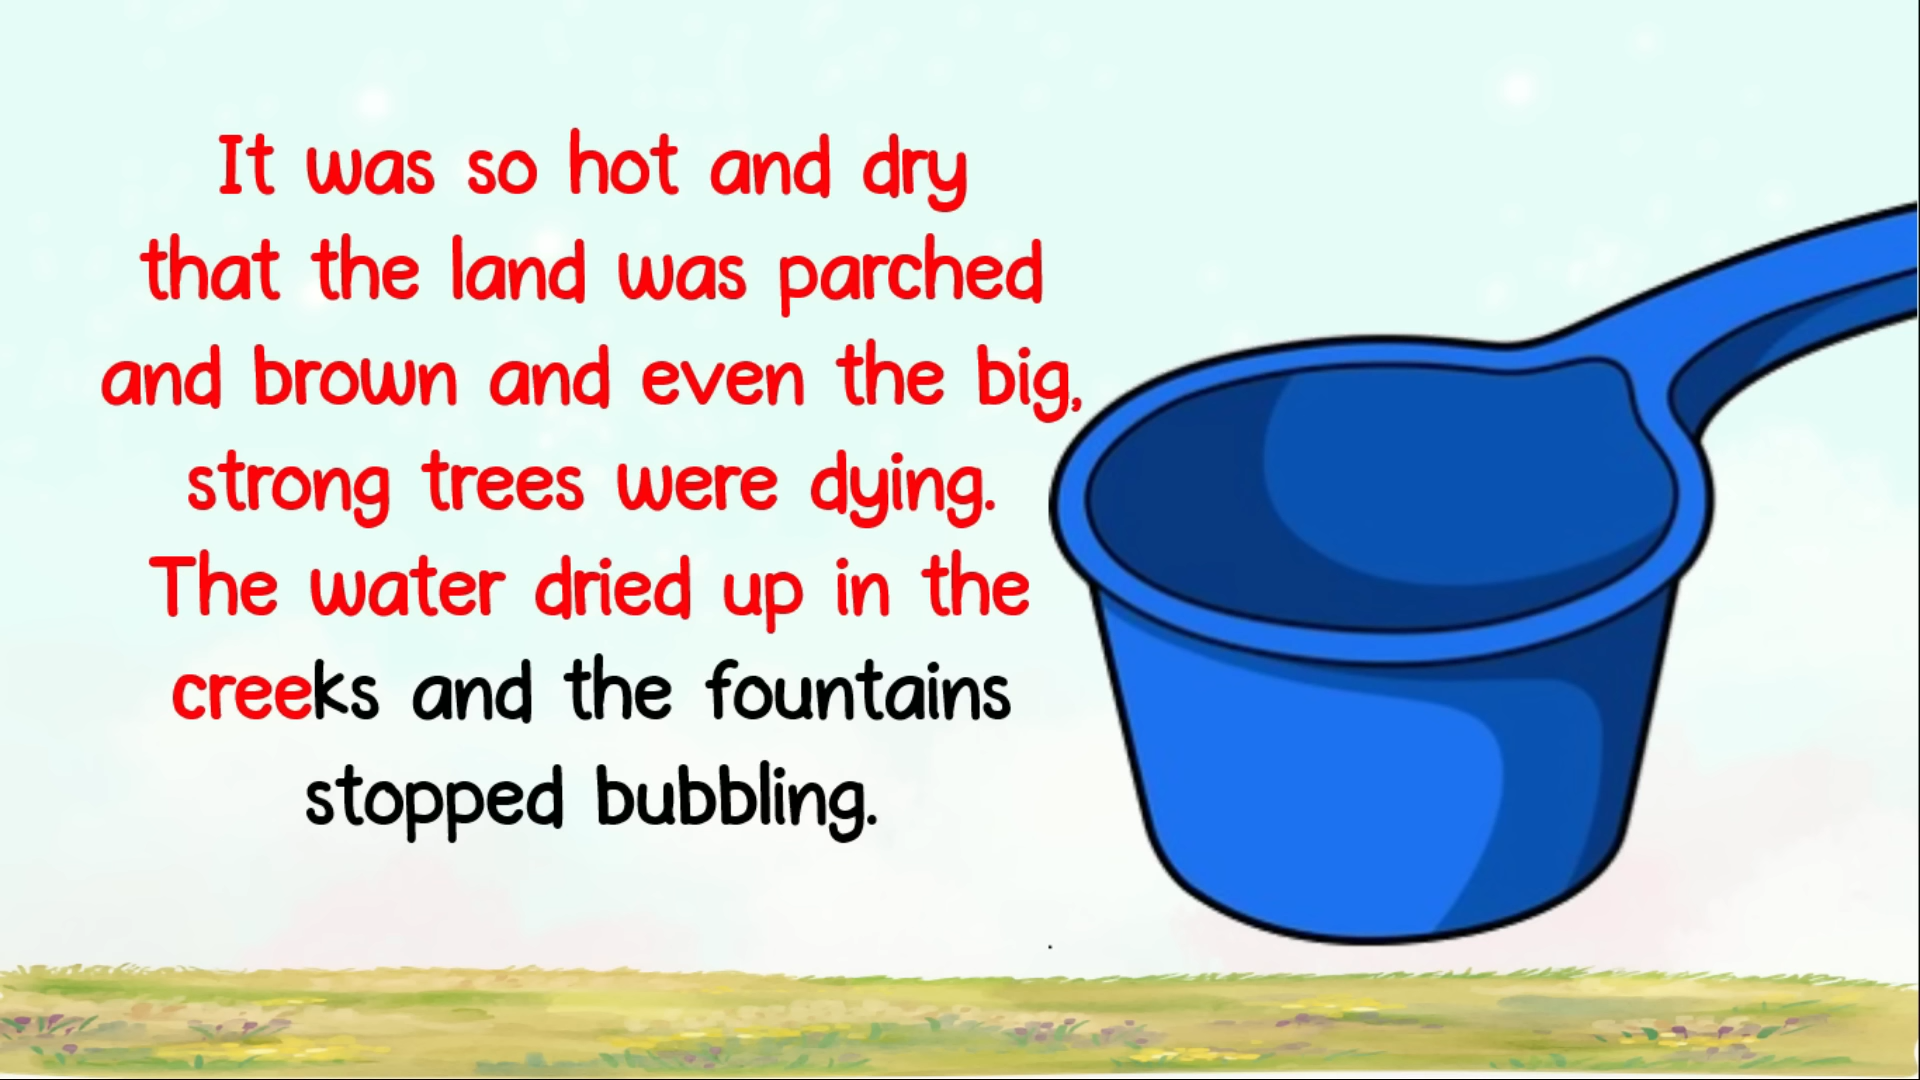 It was so hot and dry
that the land was parched
and brown and even the big,
strong trees were dying.
The water dried up in the
creeks and the fountains
stopped bubbling.